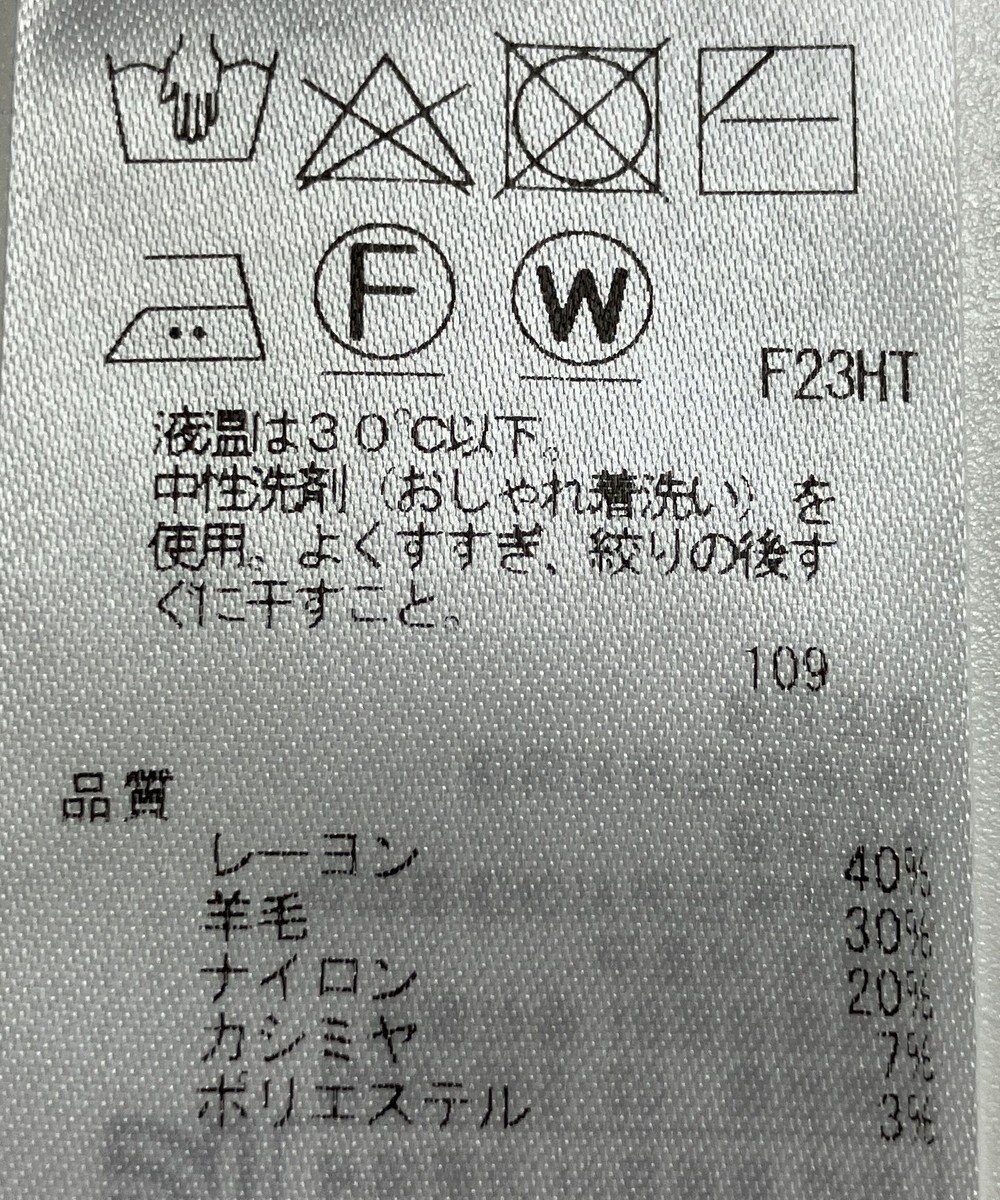 F
W
F23HT
液温は30℃以下。
中性洗剤（おしゃれ着洗い）を
使用。よくすすぎ、絞りの後す
ぐに干すこと。
109
品質
レーヨン 40%
羊毛 30%
ナイロン 20%
カシミヤ 7%
ポリエステル 3%